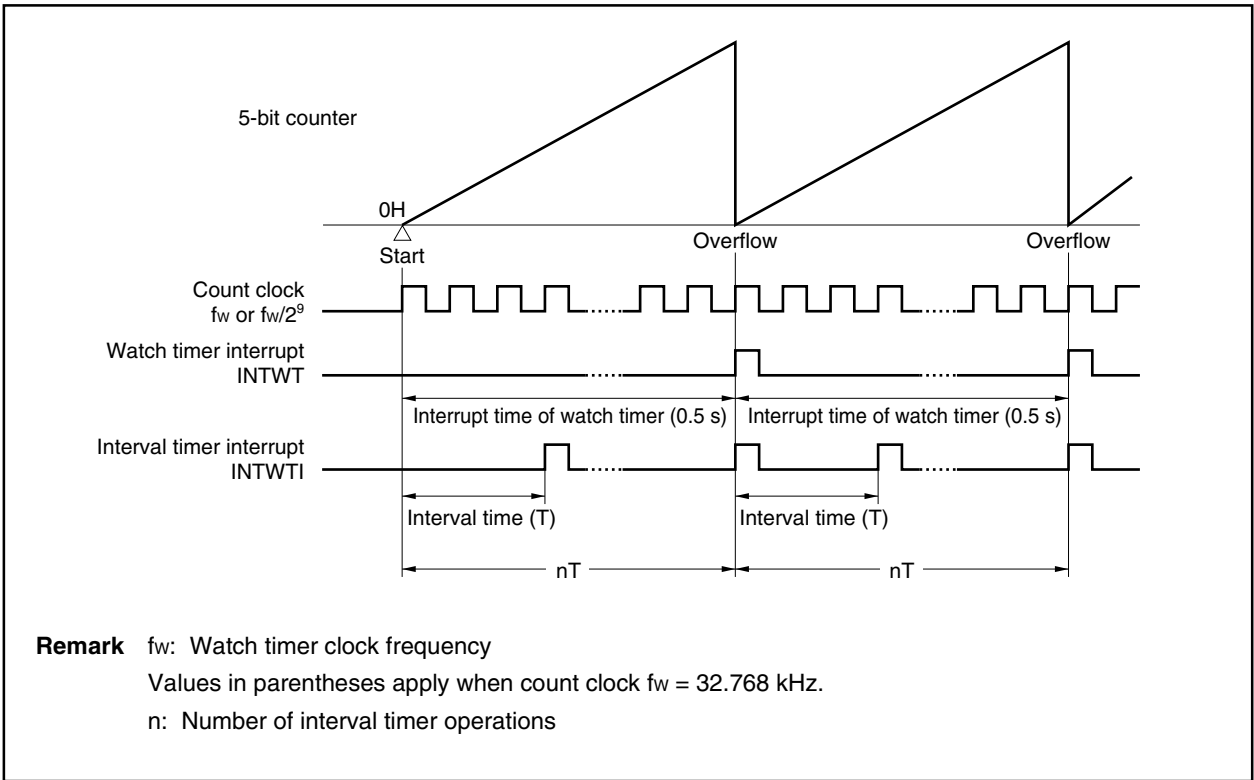 5-bit counter
0H
Start
Overflow
Overflow
Count clock
fw or fw/2⁹
Watch timer interrupt
INTWT
Interrupt time of watch timer (0.5 s)
Interrupt time of watch timer (0.5 s)
Interval timer interrupt
INTWTI
Interval time (T)
Interval time (T)
nT
nT
Remark fw: Watch timer clock frequency
Values in parentheses apply when count clock fw = 32.768 kHz.
n: Number of interval timer operations